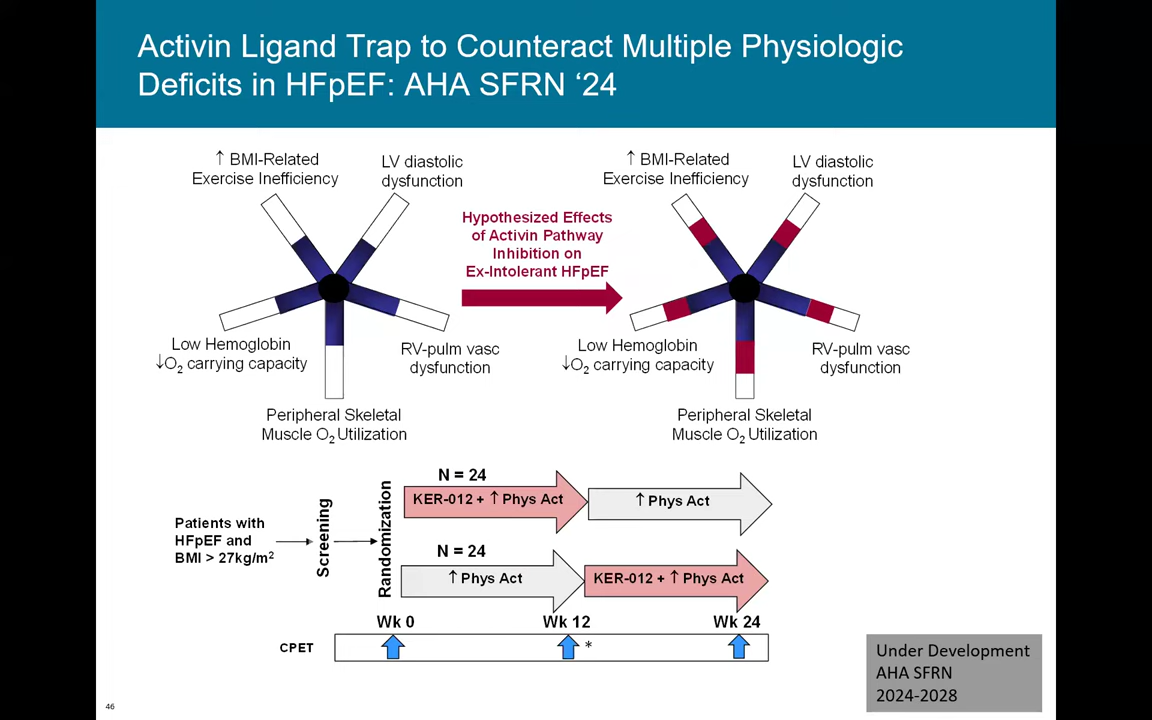 Activin Ligand Trap to Counteract Multiple Physiologic
Deficits in HFpEF: AHA SFRN ‘24
↑ BMI-Related
Exercise Inefficiency
LV diastolic
dysfunction
Low Hemoglobin
↓O2 carrying capacity
RV-pulm vasc
dysfunction
Peripheral Skeletal
Muscle O2 Utilization
Hypothesized Effects
of Activin Pathway
Inhibition on
Ex-Intolerant HFpEF
↑ BMI-Related
Exercise Inefficiency
LV diastolic
dysfunction
Low Hemoglobin
↓O2 carrying capacity
RV-pulm vasc
dysfunction
Peripheral Skeletal
Muscle O2 Utilization
Patients with
HFpEF and
BMI > 27kg/m2
Screening
Randomization
N = 24
KER-012 + ↑ Phys Act
↑ Phys Act
N = 24
↑ Phys Act
KER-012 + ↑ Phys Act
Wk 0
Wk 12
Wk 24
CPET
*
Under Development
AHA SFRN
2024-2028
46